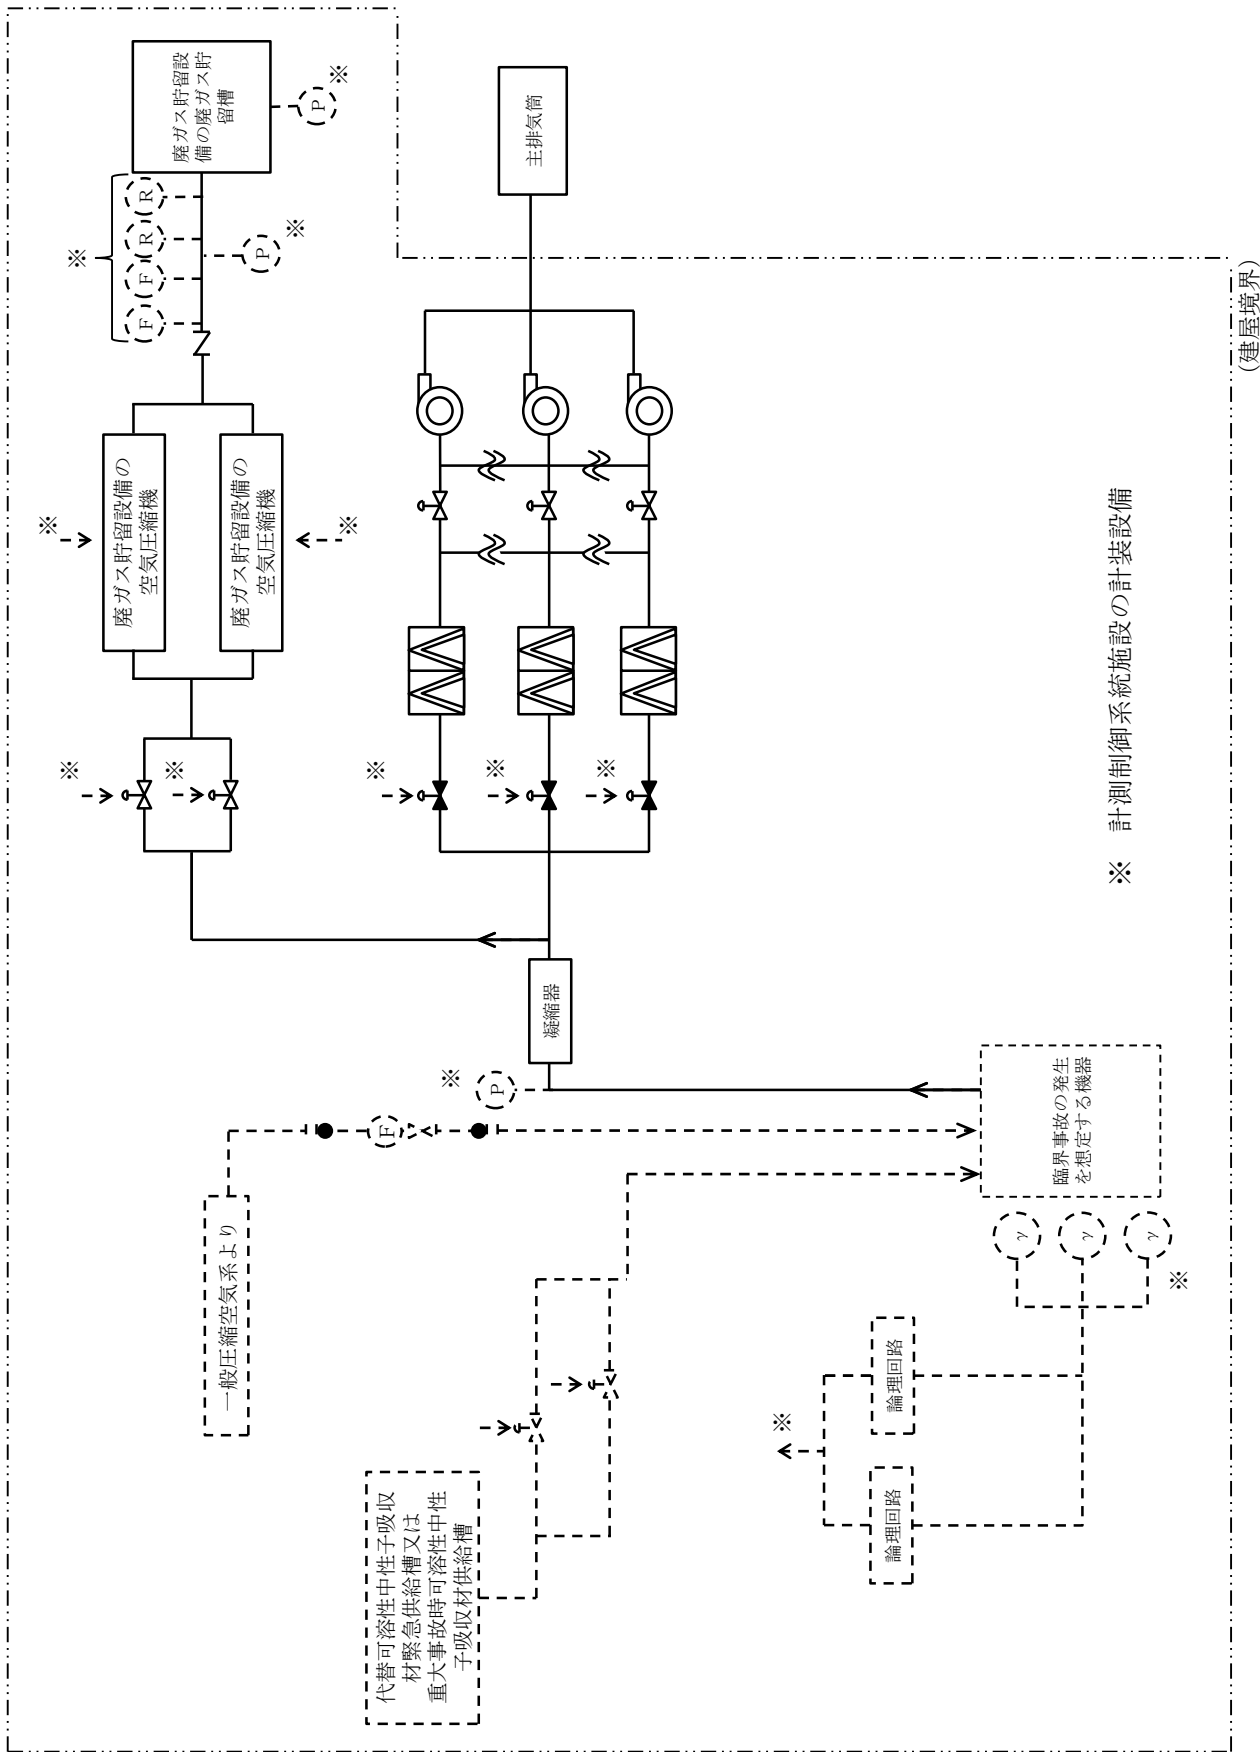 代替可溶性中性子吸収
材緊急供給槽又は
重大事故時可溶性中性
子吸収材供給槽
一般圧縮空気系より
F
※
P
凝縮器
※
※
※
※
※
※
廃ガス貯留設備の
空気圧縮機
※
廃ガス貯留設備の
空気圧縮機
※
※
F
F
R
R
P
※
廃ガス貯留設
備の廃ガス貯
留槽
P
※
主排気筒
論理回路
論理回路
※
γ
γ
γ
※
臨界事故の発生
を想定する機器
※ 計測制御系統施設の計装設備
(建屋境界)